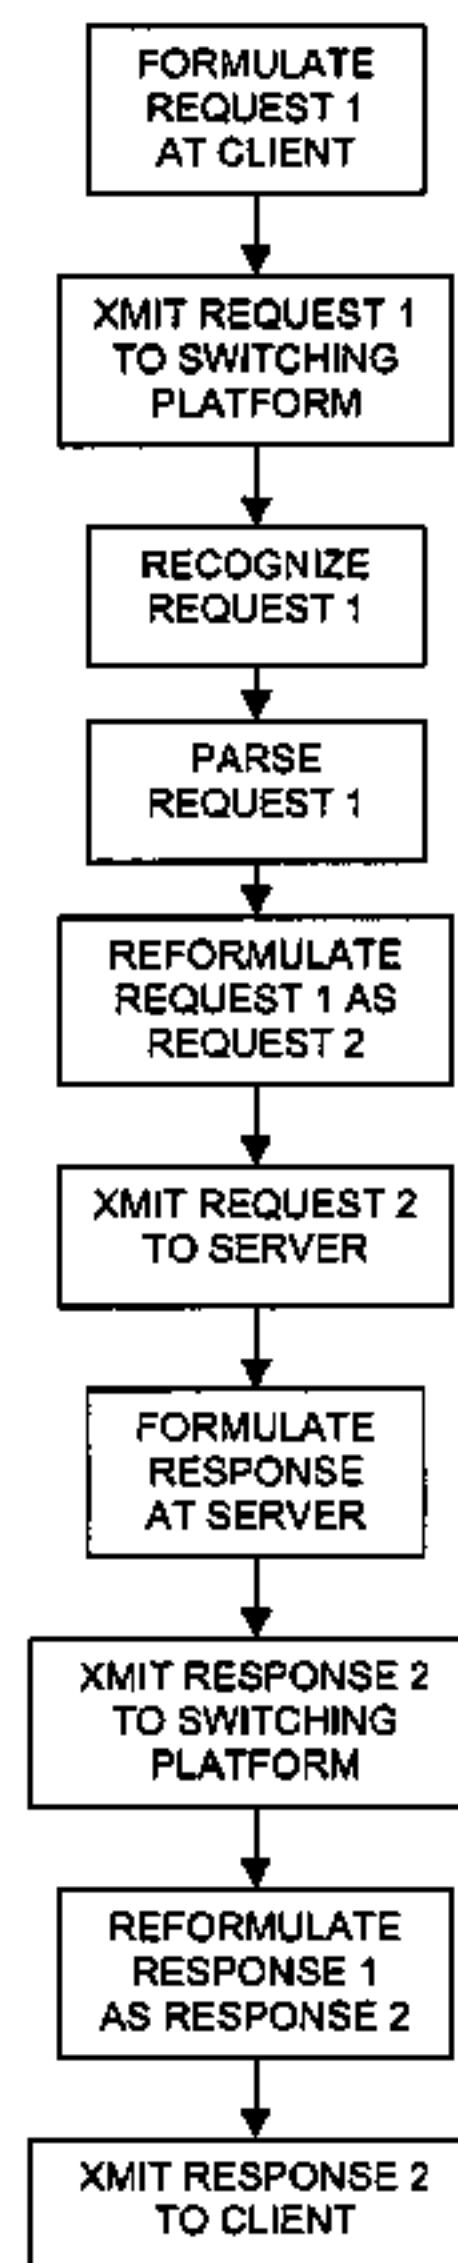 FORMULATE
REQUEST 1
AT CLIENT
XMIT REQUEST 1
TO SWITCHING
PLATFORM
RECOGNIZE
REQUEST 1
PARSE
REQUEST 1
REFORMULATE
REQUEST 1 AS
REQUEST 2
XMIT REQUEST 2
TO SERVER
FORMULATE
RESPONSE
AT SERVER
XMIT RESPONSE 2
TO SWITCHING
PLATFORM
REFORMULATE
RESPONSE 1
AS RESPONSE 2
XMIT RESPONSE 2
TO CLIENT